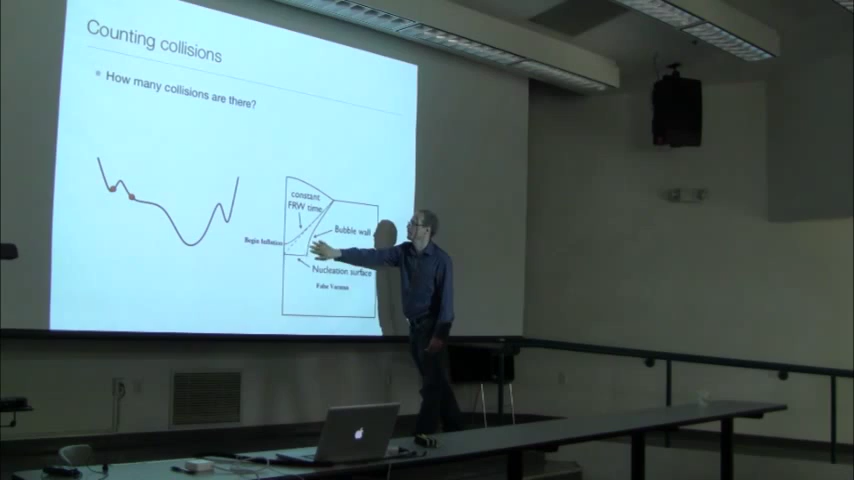 Counting collisions
How many collisions are there?
constant
FRW time
Bubble wall
Begin Inflation
Nucleation surface
False Vacuum